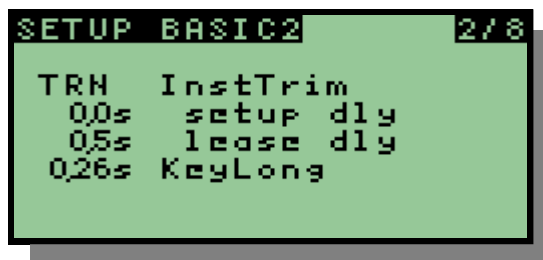 SETUP BASIC2 2/8
TRN InstTrim
0,0s setup dly
0,5s lease dly
0,26s KeyLong